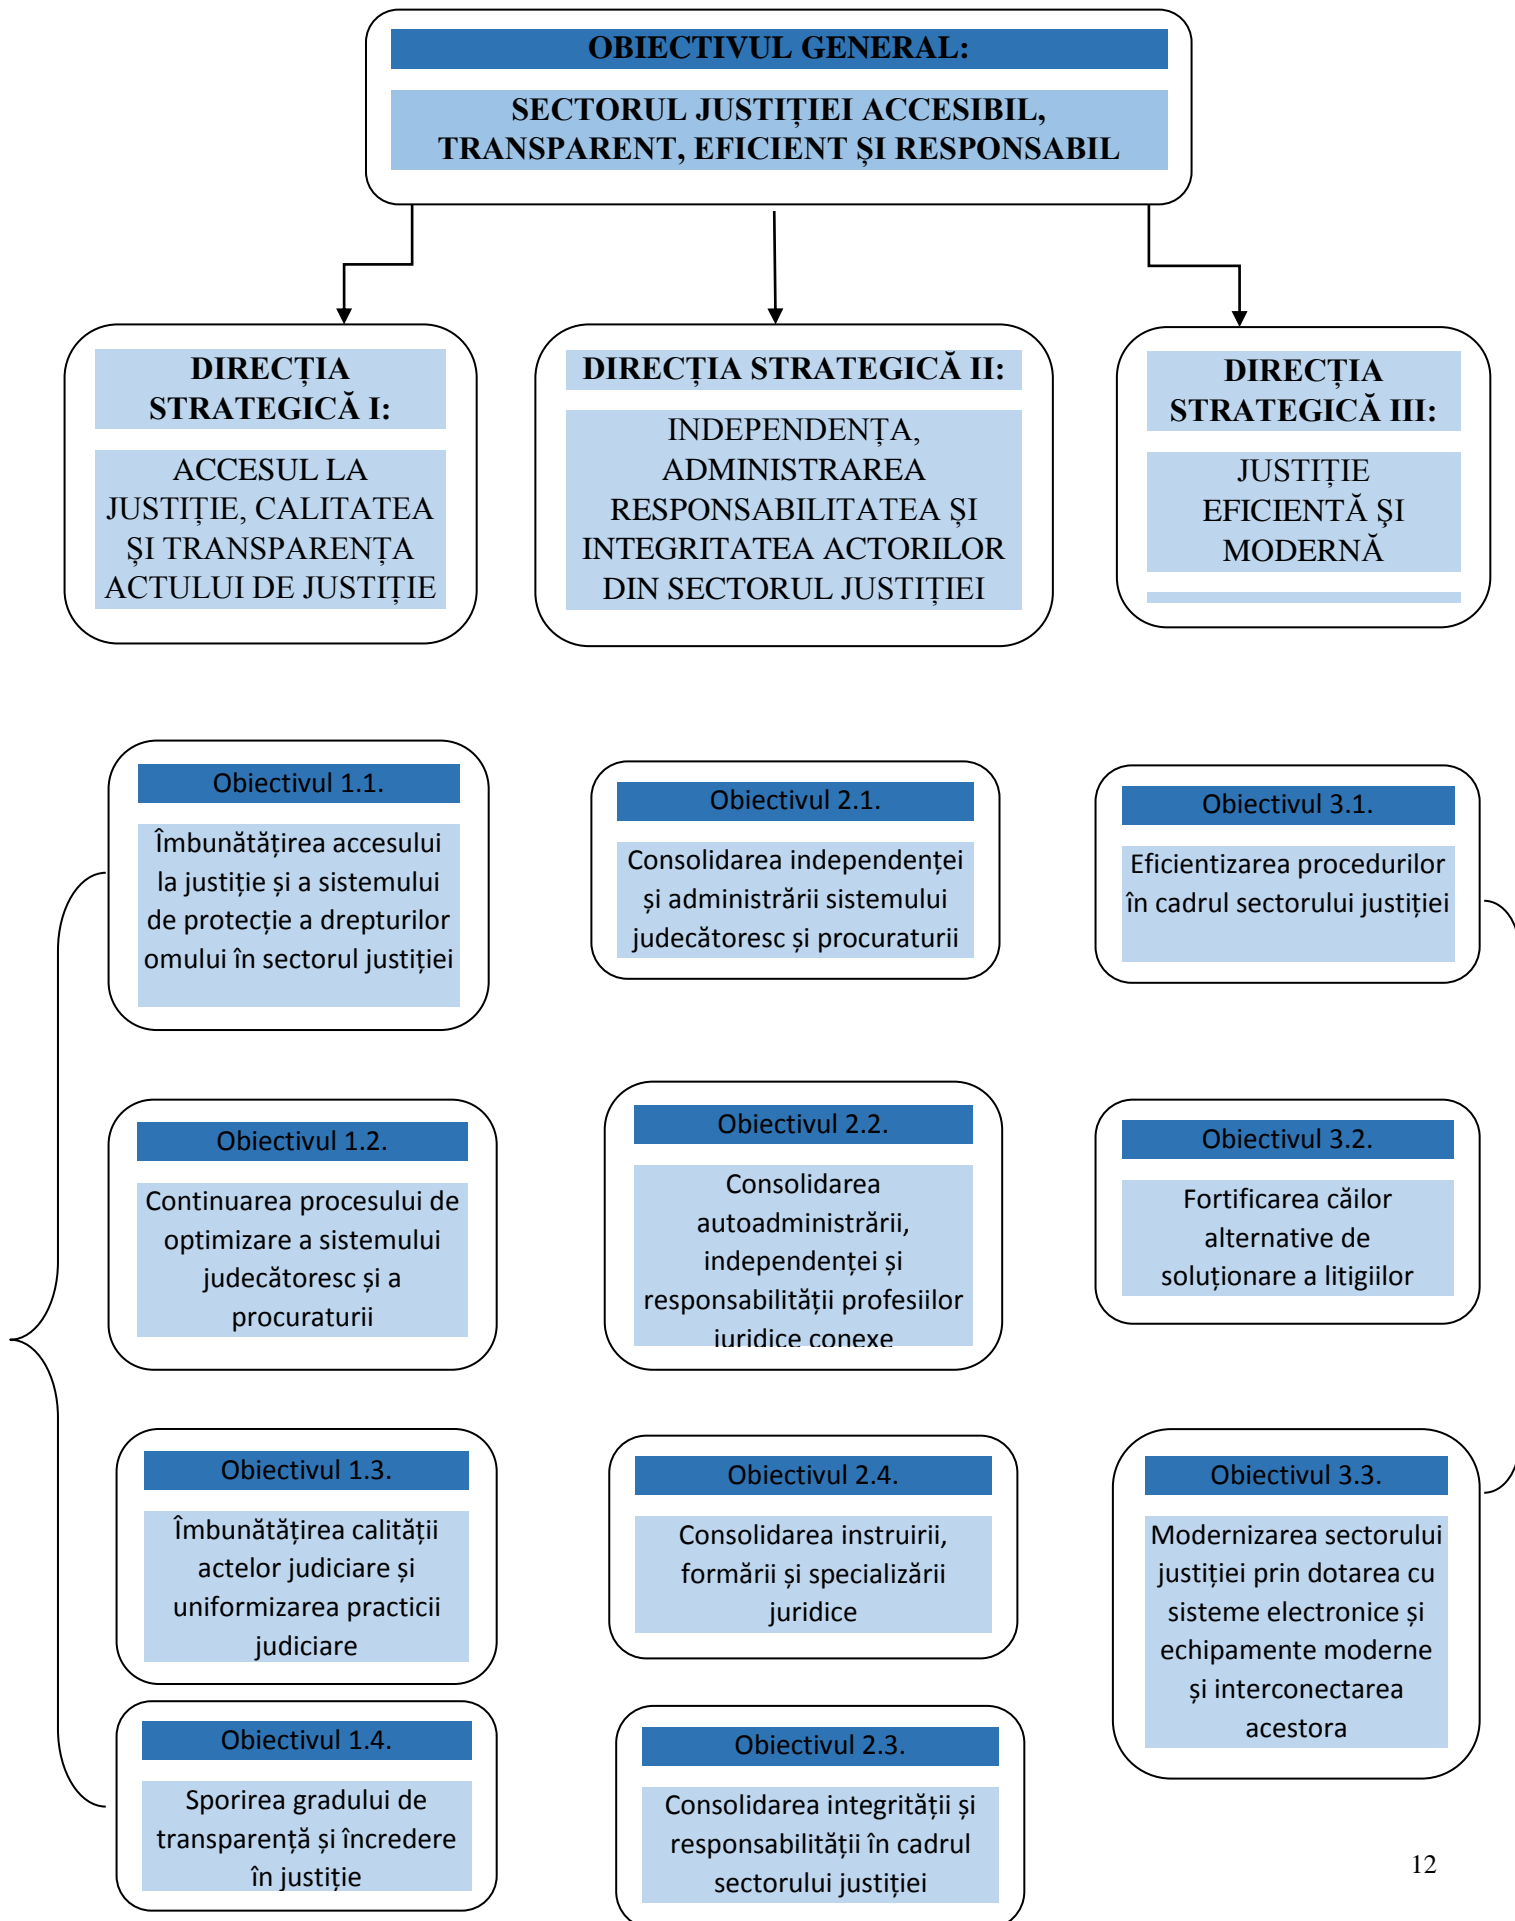 OBIECTIVUL GENERAL:
SECTORUL JUSTIȚIEI ACCESIBIL,
TRANSPARENT, EFICIENT ȘI RESPONSABIL
DIRECȚIA
STRATEGICĂ I:
ACCESUL LA
JUSTIȚIE, CALITATEA
ȘI TRANSPARENȚA
ACTULUI DE JUSTIȚIE
DIRECȚIA STRATEGICĂ II:
INDEPENDENȚA,
ADMINISTRAREA
RESPONSABILITATEA ȘI
INTEGRITATEA ACTORILOR
DIN SECTORUL JUSTIȚIEI
DIRECȚIA
STRATEGICĂ III:
JUSTIȚIE
EFICIENTĂ ŞI
MODERNĂ
Obiectivul 1.1.
Îmbunătățirea accesului
la justiție și a sistemului
de protecție a drepturilor
omului în sectorul justiției
Obiectivul 2.1.
Consolidarea independenței
și administrării sistemului
judecătoresc și procuraturii
Obiectivul 3.1.
Eficientizarea procedurilor
în cadrul sectorului justiției
Obiectivul 1.2.
Continuarea procesului de
optimizare a sistemului
judecătoresc și a
procuraturii
Obiectivul 2.2.
Consolidarea
autoadministrării,
independenței și
responsabilității profesiilor
juridice conexe
Obiectivul 3.2.
Fortificarea căilor
alternative de
soluționare a litigiilor
Obiectivul 1.3.
Îmbunătățirea calității
actelor judiciare și
uniformizarea practicii
judiciare
Obiectivul 2.4.
Consolidarea instruirii,
formării și specializării
juridice
Obiectivul 3.3.
Modernizarea sectorului
justiției prin dotarea cu
sisteme electronice și
echipamente moderne
și interconectarea
acestora
Obiectivul 1.4.
Sporirea gradului de
transparență și încredere
în justiție
Obiectivul 2.3.
Consolidarea integrității și
responsabilității în cadrul
sectorului justiției
12